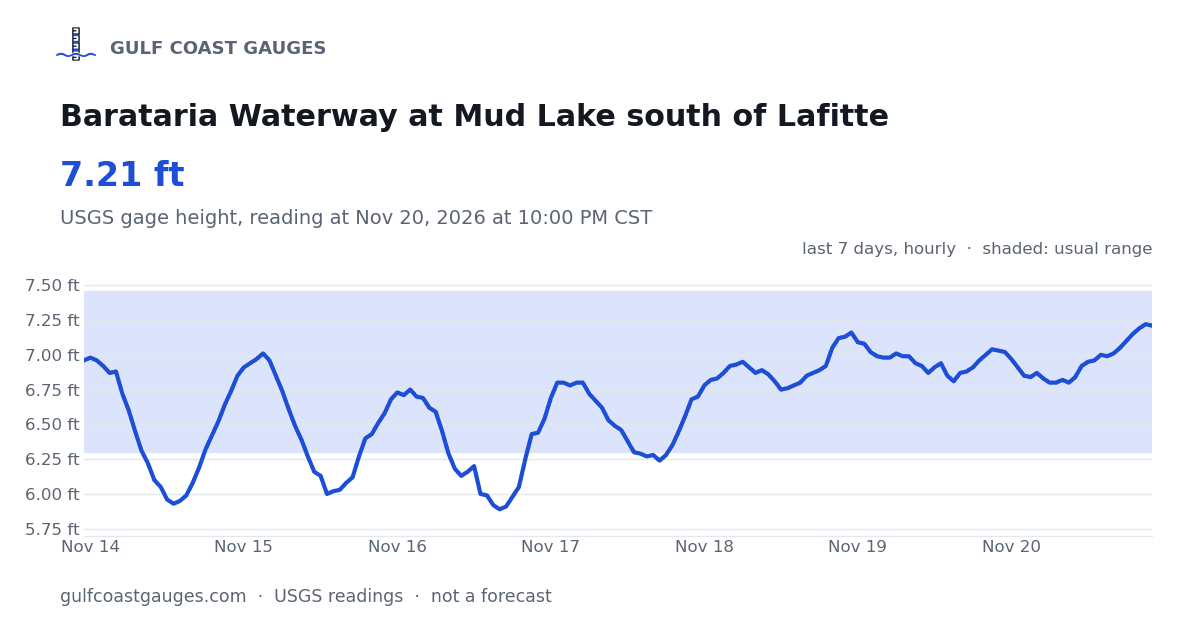 GULF COAST GAUGES
Barataria Waterway at Mud Lake south of Lafitte
7.21 ft
USGS gage height, reading at Nov 20, 2026 at 10:00 PM CST
last 7 days, hourly · shaded: usual range
7.50 ft
7.25 ft
7.00 ft
6.75 ft
6.50 ft
6.25 ft
6.00 ft
5.75 ft
Nov 14 Nov 15 Nov 16 Nov 17 Nov 18 Nov 19 Nov 20
gulfcoastgauges.com · USGS readings · not a forecast